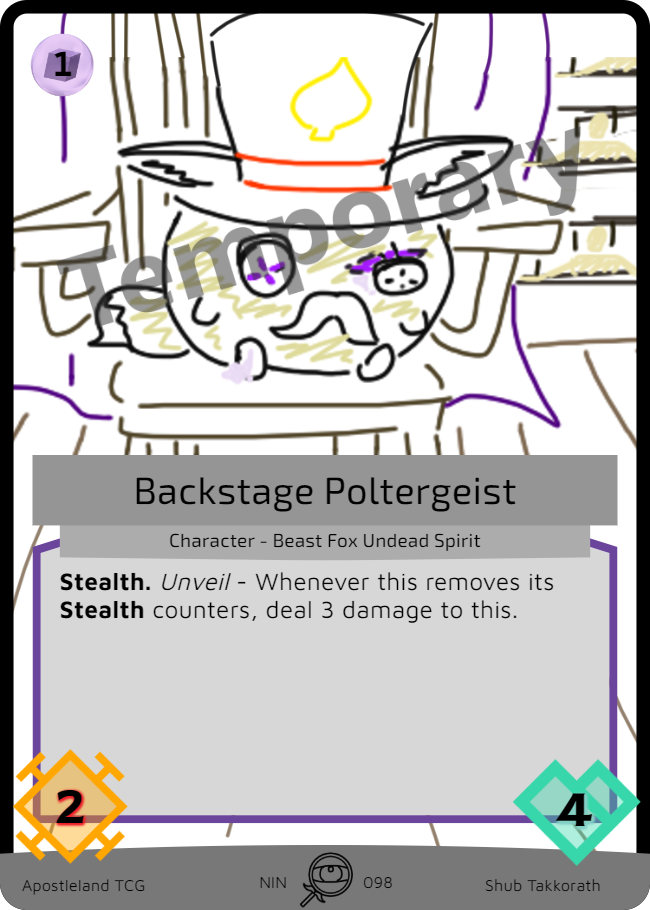 1
Temporary
Backstage Poltergeist
Character - Beast Fox Undead Spirit
Stealth. Unveil - Whenever this removes its
Stealth counters, deal 3 damage to this.
2
4
Apostleland TCG
NIN
098
Shub Takkorath